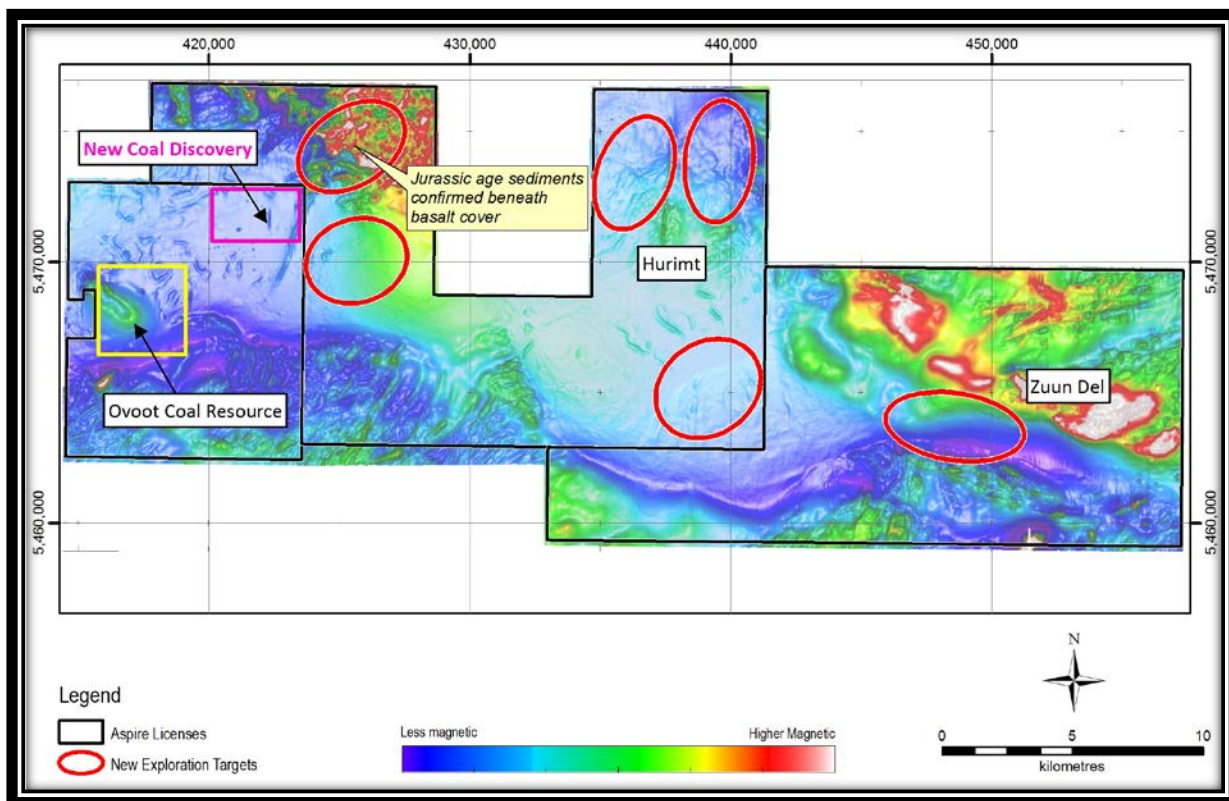 420,000
430,000
440,000
450,000
New Coal Discovery
Jurassic age sediments
confirmed beneath
basalt cover
5,470,000
Hurimt
5,470,000
Zuun Del
Ovoot Coal Resource
5,460,000
5,460,000
N
Legend
Aspire Licenses
New Exploration Targets
Less magnetic
Higher Magnetic
0
5
10
kilometres